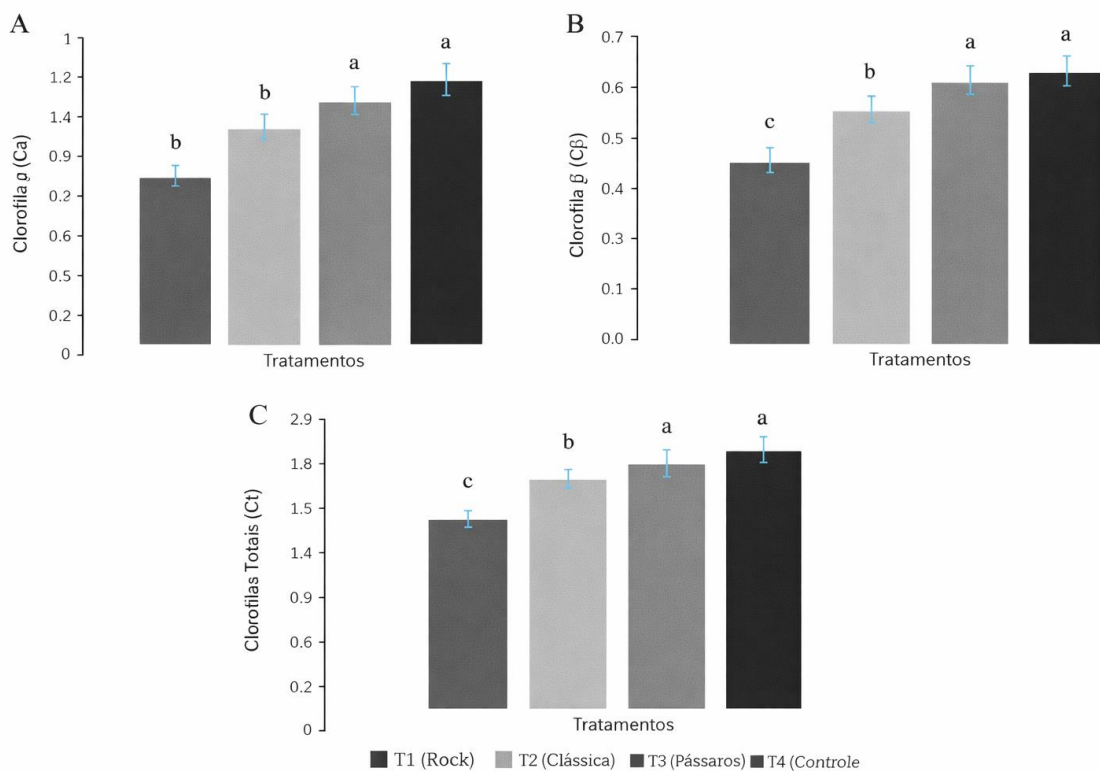 A
Clorofila a (Ca)
1
1.2
1.4
0.9
0.2
0.6
0.5
0.2
0
b
b
a
a
Tratamentos
B
Clorofila β (Cβ)
0.7
0.6
0.5
0.4
0.3
0.1
0.0
c
b
a
a
Tratamentos
C
Clorofilas Totais (Ct)
2.9
1.8
1.5
1.4
0.9
0.6
0.2
0
c
b
a
a
Tratamentos
T1 (Rock) T2 (Clássica) T3 (Pássaros) T4 (Controle